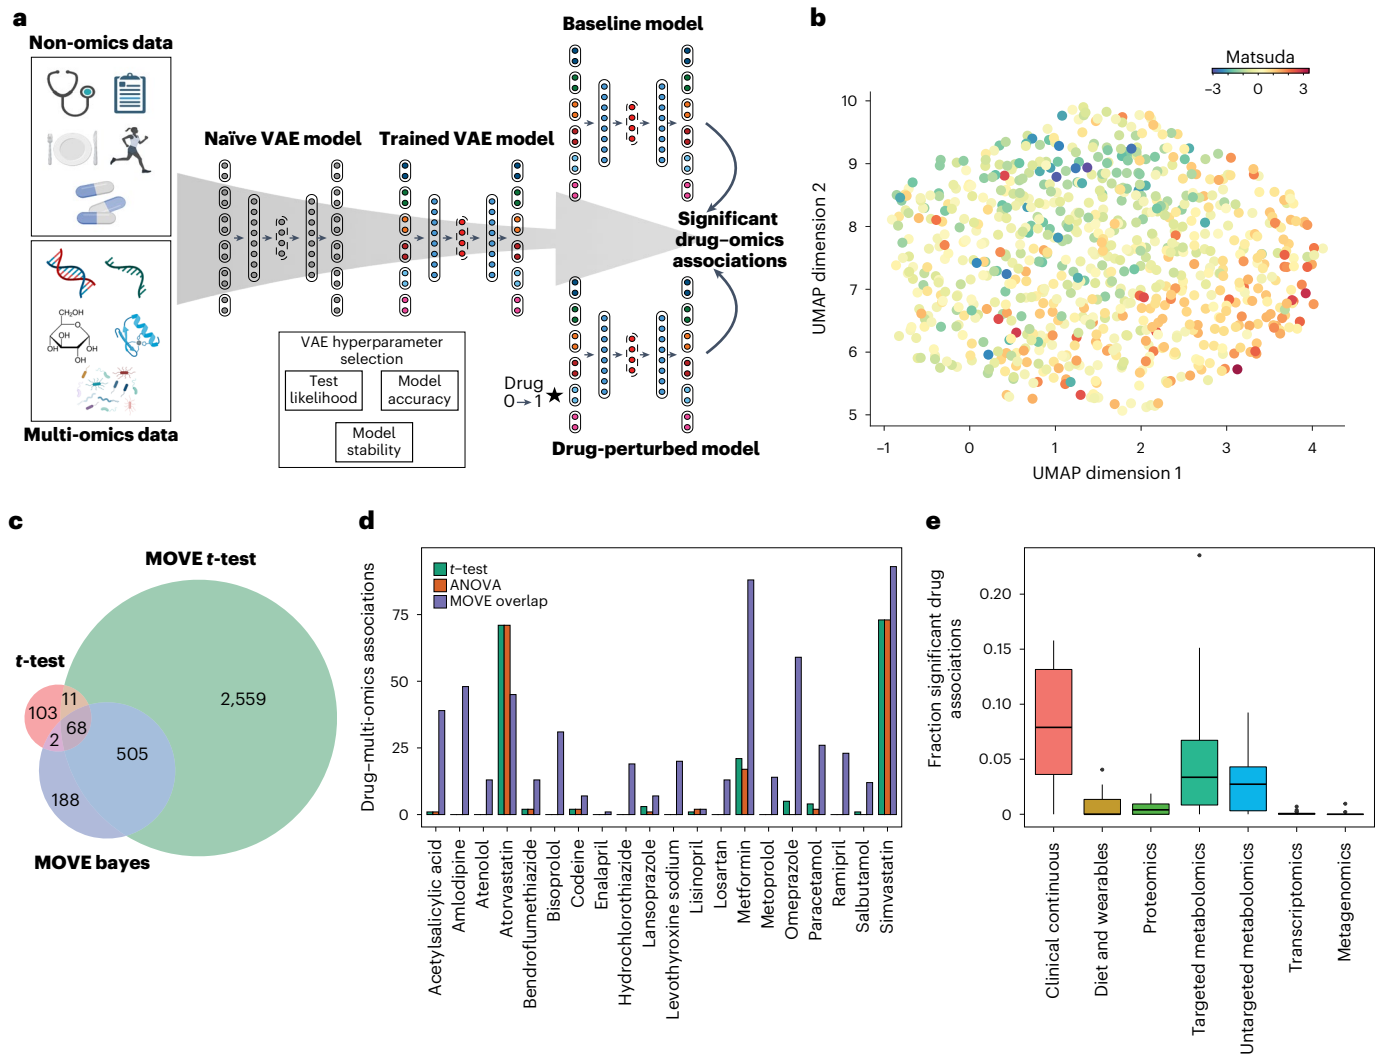 a
Non-omics data
Multi-omics data
CH₂OH
OH
OH
OH
OH
O
Naïve VAE model
Trained VAE model
VAE hyperparameter
selection
Test
likelihood
Model
accuracy
Model
stability
Baseline model
Significant
drug–omics
associations
Drug
0→1
Drug-perturbed model
b
Matsuda
−3
0
3
UMAP dimension 2
10
9
8
7
6
5
−1
0
1
2
3
4
UMAP dimension 1
c
MOVE t-test
t-test
103
11
68
2
2,559
505
188
MOVE bayes
d
Drug–multi-omics associations
t–test
ANOVA
MOVE overlap
75
50
25
0
Acetylsalicylic acid
Amlodipine
Atenolol
Atorvastatin
Bendroflumethiazide
Bisoprolol
Codeine
Enalapril
Hydrochlorothiazide
Lansoprazole
Levothyroxine sodium
Lisinopril
Losartan
Metformin
Metoprolol
Omeprazole
Paracetamol
Ramipril
Salbutamol
Simvastatin
e
Fraction significant drug
associations
0.20
0.15
0.10
0.05
0
Clinical continuous
Diet and wearables
Proteomics
Targeted metabolomics
Untargeted metabolomics
Transcriptomics
Metagenomics